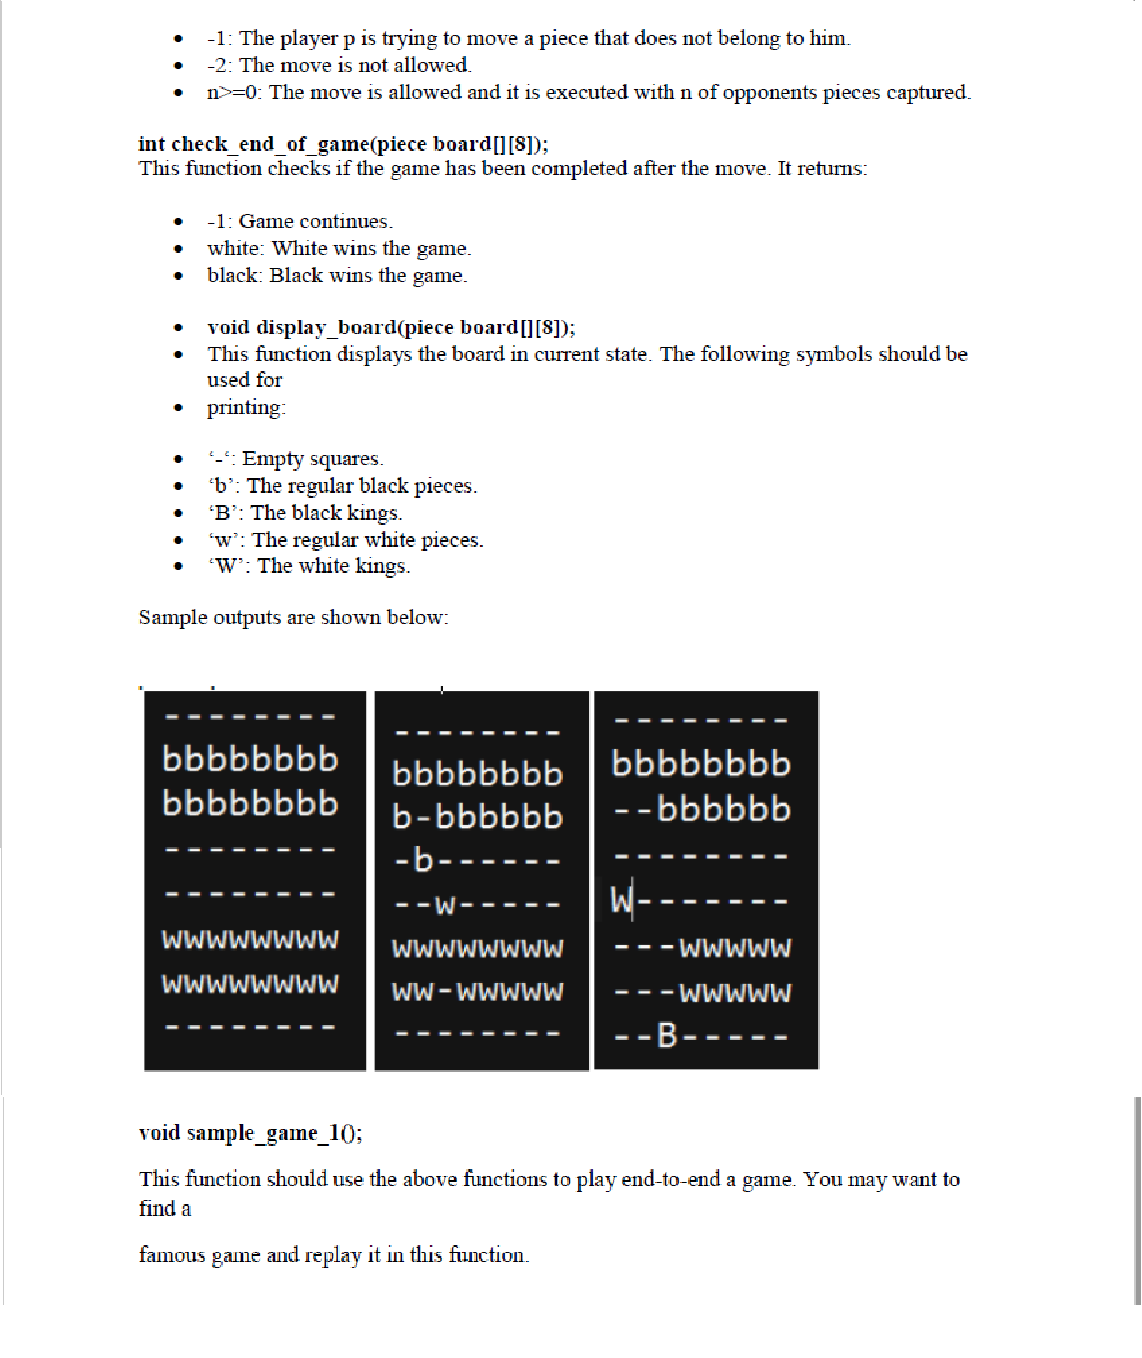 • -1: The player p is trying to move a piece that does not belong to him.
• -2: The move is not allowed.
• n>=0: The move is allowed and it is executed with n of opponents pieces captured.
int check_end_of_game(piece board[][8]);
This function checks if the game has been completed after the move. It returns:
• -1: Game continues.
• white: White wins the game.
• black: Black wins the game.
• void display_board(piece board[][8]);
• This function displays the board in current state. The following symbols should be
used for
• printing:
• ‘-‘: Empty squares.
• ‘b’: The regular black pieces.
• ‘B’: The black kings.
• ‘w’: The regular white pieces.
• ‘W’: The white kings.
Sample outputs are shown below:
--------
bbbbbbbb
bbbbbbbb
--------
--------
wwwwwwww
wwwwwwww
--------
--------
bbbbbbbb
b-bbbbbb
-b------
--w-----
wwwwwwww
ww-wwwww
--------
--------
bbbbbbbb
--bbbbbb
--------
W-------
---wwwww
---wwwww
--B-----
void sample_game_1();
This function should use the above functions to play end-to-end a game. You may want to
find a
famous game and replay it in this function.